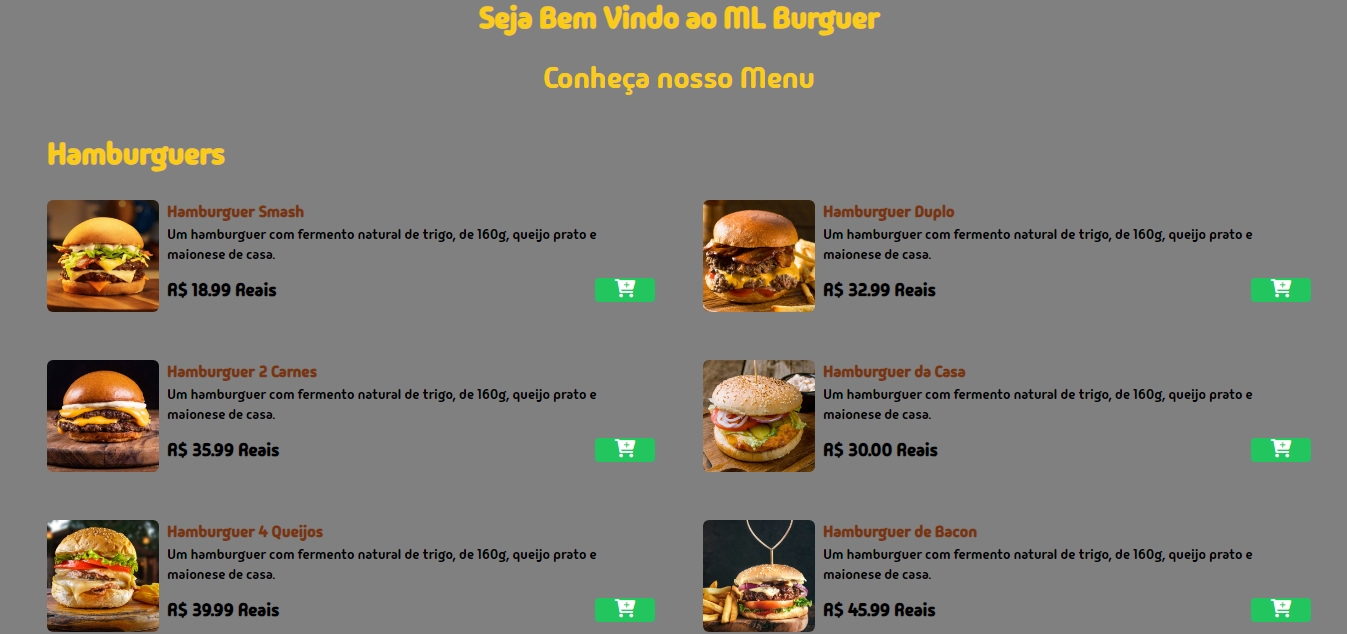 Seja Bem Vindo ao ML Burguer
Conheça nosso Menu
Hamburguers
Hamburguer Smash
Um hamburguer com fermento natural de trigo, de 160g, queijo prato e
maionese de casa.
R$ 18.99 Reais
Hamburguer Duplo
Um hamburguer com fermento natural de trigo, de 160g, queijo prato e
maionese de casa.
R$ 32.99 Reais
Hamburguer 2 Carnes
Um hamburguer com fermento natural de trigo, de 160g, queijo prato e
maionese de casa.
R$ 35.99 Reais
Hamburguer da Casa
Um hamburguer com fermento natural de trigo, de 160g, queijo prato e
maionese de casa.
R$ 30.00 Reais
Hamburguer 4 Queijos
Um hamburguer com fermento natural de trigo, de 160g, queijo prato e
maionese de casa.
R$ 39.99 Reais
Hamburguer de Bacon
Um hamburguer com fermento natural de trigo, de 160g, queijo prato e
maionese de casa.
R$ 45.99 Reais